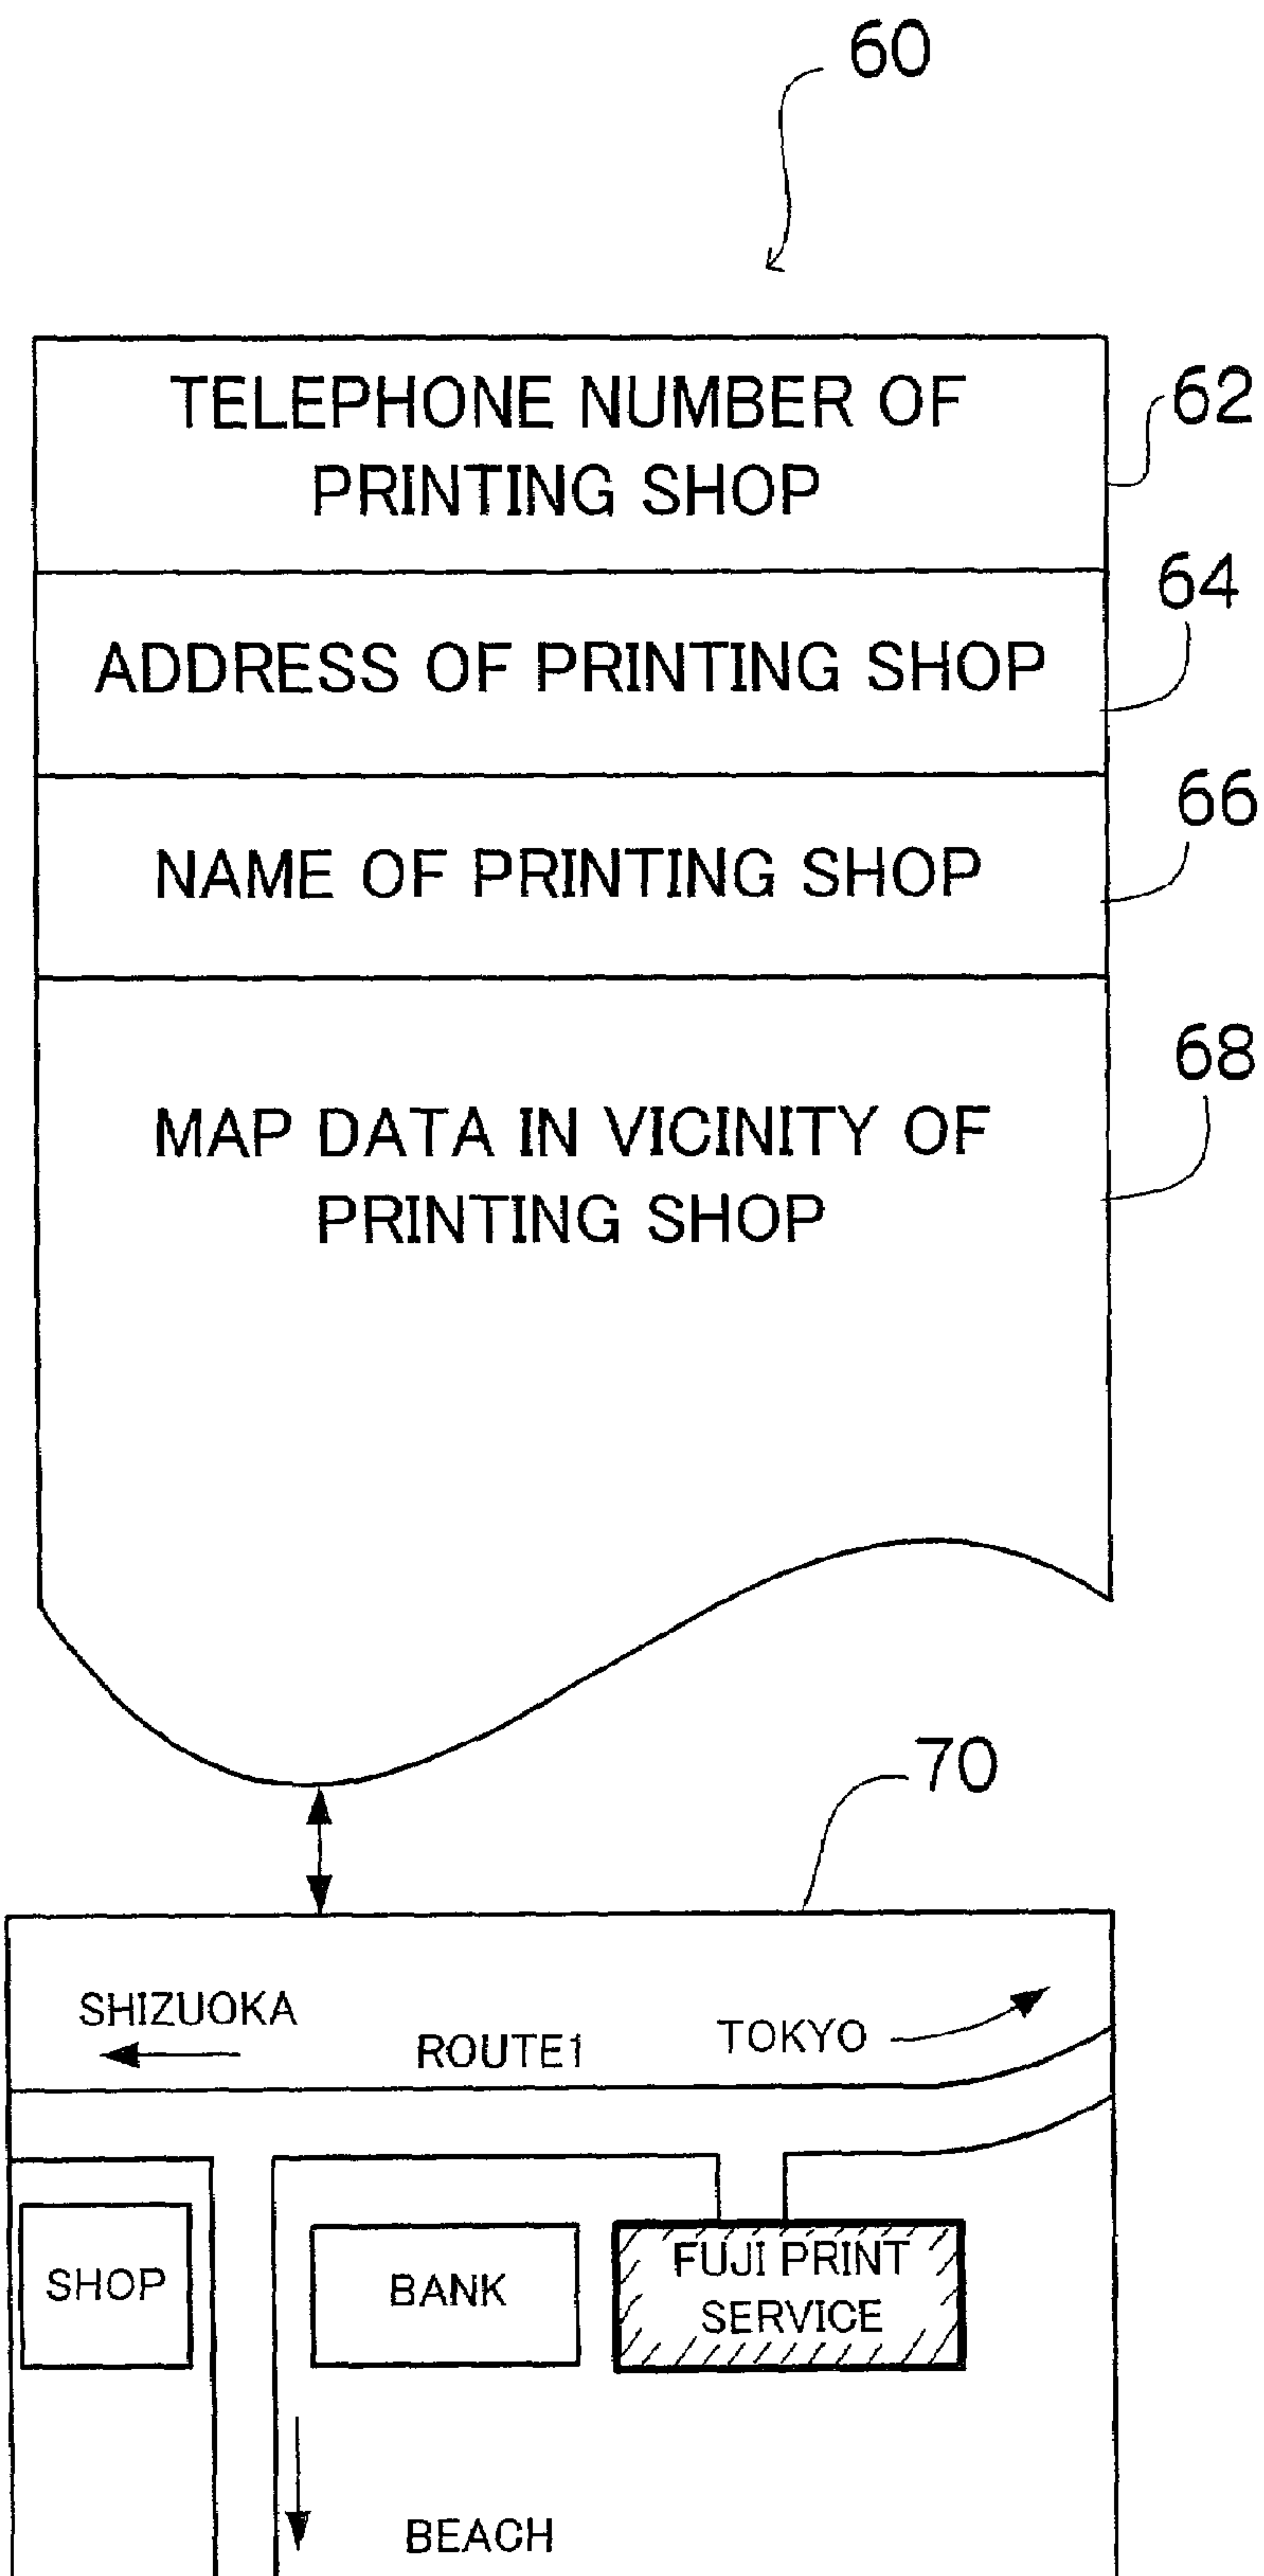 60
TELEPHONE NUMBER OF
PRINTING SHOP
62
64
ADDRESS OF PRINTING SHOP
66
NAME OF PRINTING SHOP
68
MAP DATA IN VICINITY OF
PRINTING SHOP
70
SHIZUOKA
ROUTE1
TOKYO
SHOP
BANK
FUJI PRINT
SERVICE
BEACH